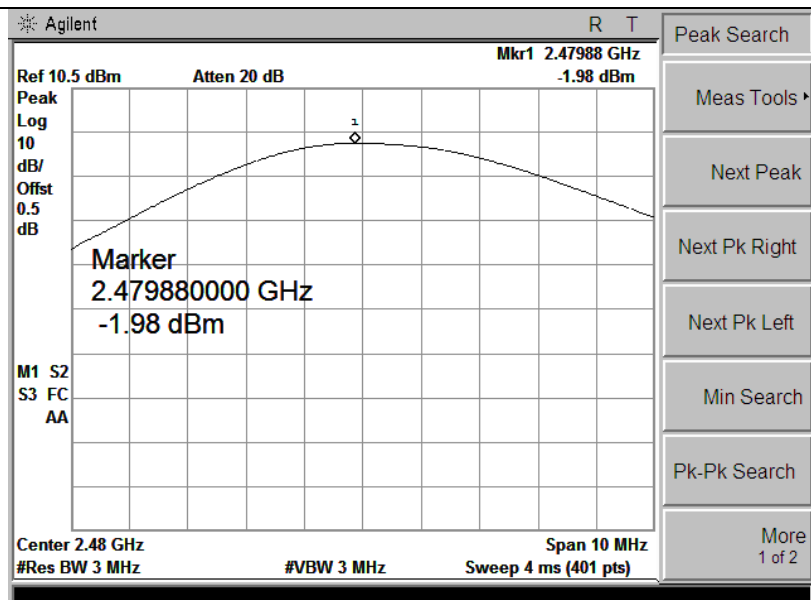 Agilent R T
Mkr1 2.47988 GHz
Ref 10.5 dBm Atten 20 dB -1.98 dBm
Peak
Log
10
dB/
Offst
0.5
dB
1
Marker
2.479880000 GHz
-1.98 dBm
M1 S2
S3 FC
AA
Center 2.48 GHz Span 10 MHz
#Res BW 3 MHz #VBW 3 MHz Sweep 4 ms (401 pts)
Peak Search
Meas Tools
Next Peak
Next Pk Right
Next Pk Left
Min Search
Pk-Pk Search
More
1 of 2